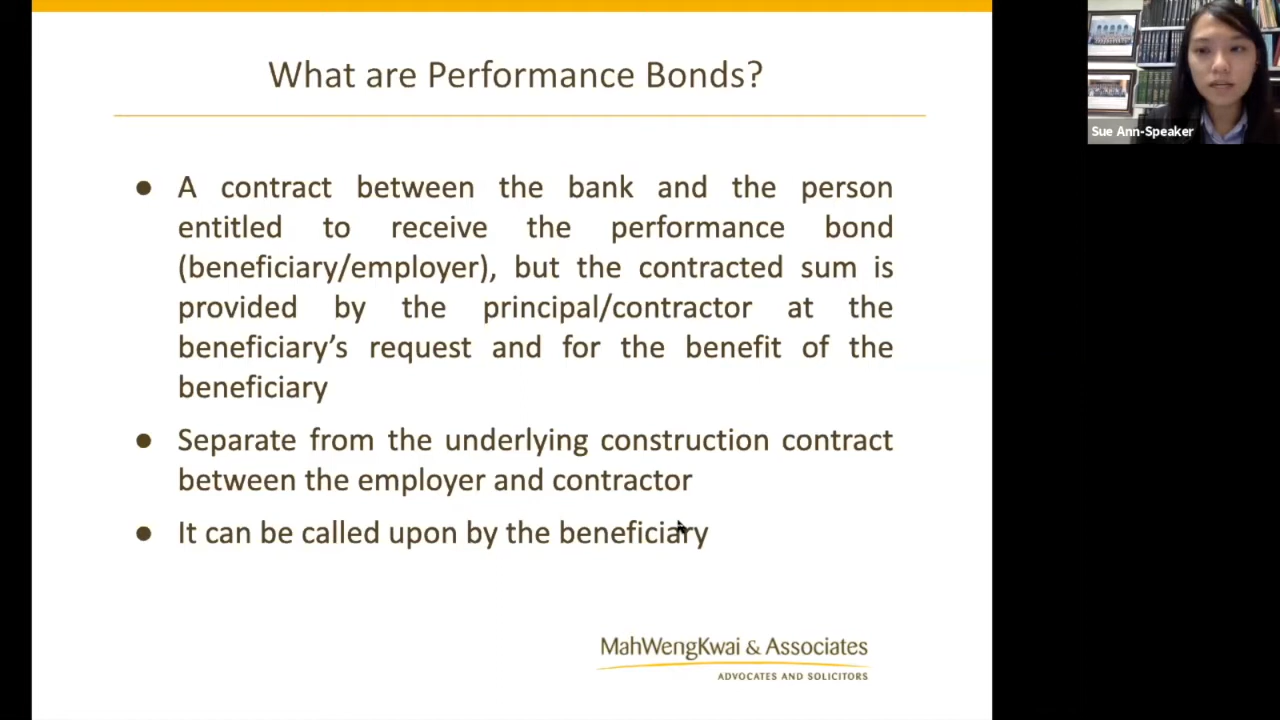 What are Performance Bonds?
● A contract between the bank and the person
entitled to receive the performance bond
(beneficiary/employer), but the contracted sum is
provided by the principal/contractor at the
beneficiary’s request and for the benefit of the
beneficiary
● Separate from the underlying construction contract
between the employer and contractor
● It can be called upon by the beneficiary
MahWengKwai & Associates
ADVOCATES AND SOLICITORS
Sue Ann-Speaker